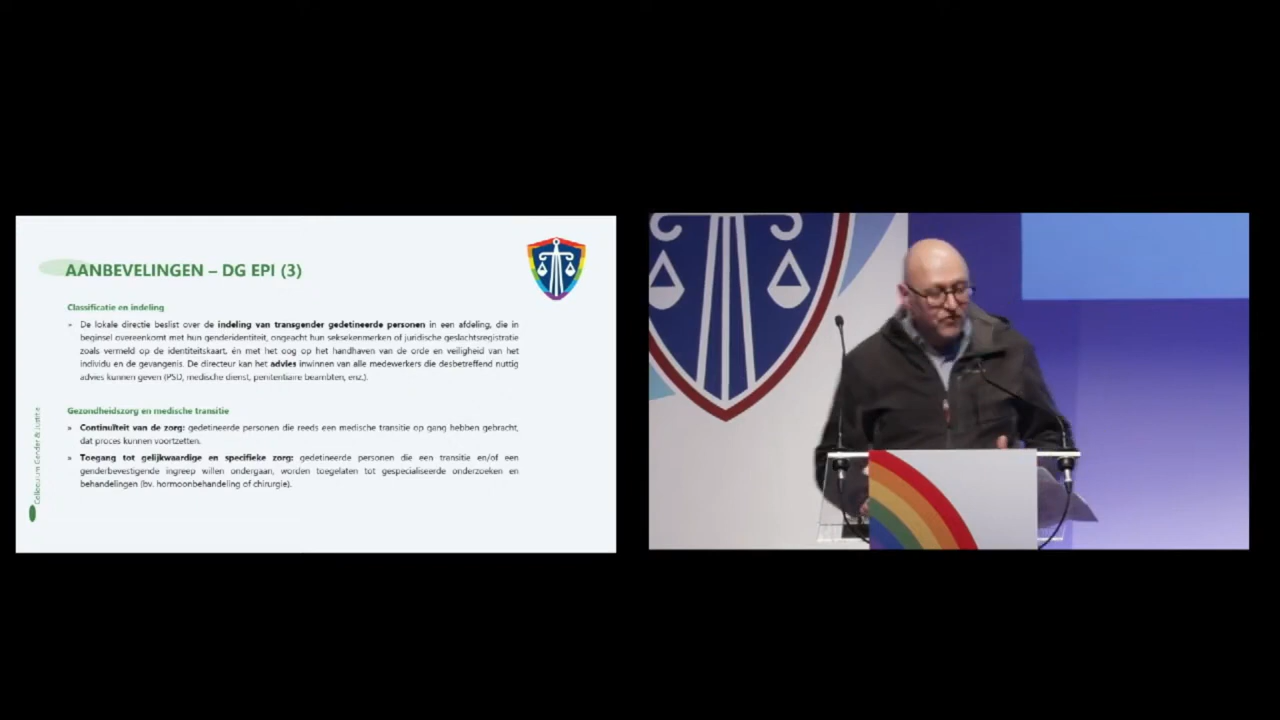 AANBEVELINGEN – DG EPI (3)
Classificatie en indeling
» De lokale directie beslist over de indeling van transgender gedetineerde personen in een afdeling, die in
beginsel overeenkomt met hun genderidentiteit, ongeacht hun seksekenmerken of juridische geslachtsregistratie
zoals vermeld op de identiteitskaart, én met het oog op het handhaven van de orde en veiligheid van het
individu en de gevangenis. De directeur kan het advies inwinnen van alle medewerkers die desbetreffend nuttig
advies kunnen geven (PSD, medische dienst, penitentiaire beambten, enz.).
Gezondheidszorg en medische transitie
» Continuïteit van de zorg: gedetineerde personen die reeds een medische transitie op gang hebben gebracht,
dat proces kunnen voortzetten.
» Toegang tot gelijkwaardige en specifieke zorg: gedetineerde personen die een transitie en/of een
genderbevestigende ingreep willen ondergaan, worden toegelaten tot gespecialiseerde onderzoeken en
behandelingen (bv. hormoonbehandeling of chirurgie).
Colloquium Gender & Justitie